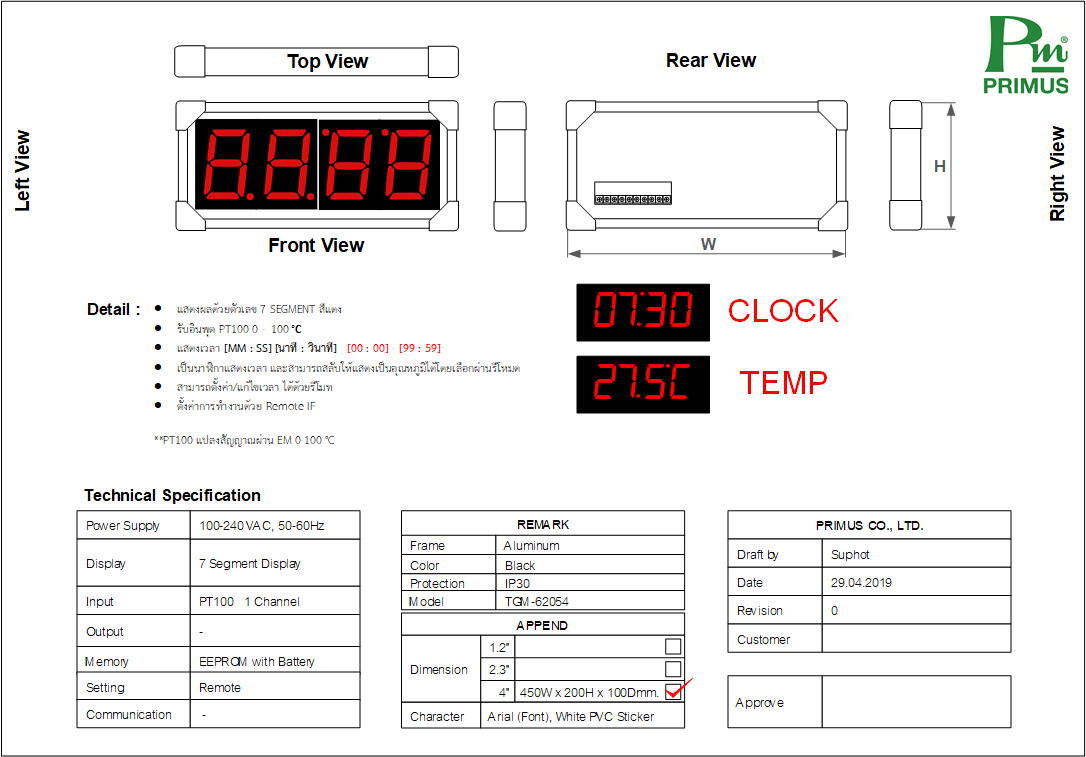 Pm®
PRIMUS
Top View
Rear View
Left View
Right View
H
W
Front View
Detail :
• แสดงผลด้วยตัวเลข 7 SEGMENT สีแดง
• รับอินพุต PT100 0 - 100 °C
• แสดงเวลา [MM : SS] [นาที : วินาที] [00 : 00] - [99 : 59]
• เป็นนาฬิกาแสดงเวลา และสามารถสลับให้แสดงเป็นอุณหภูมิได้โดยเลือกผ่านรีโหมด
• สามารถตั้งค่า/แก้ไขเวลา ได้ด้วยรีโมท
• ตั้งค่าการทำงานด้วย Remote IF
**PT100 แปลงสัญญาณผ่าน EM 0-100 °C
8.8.8.8
07:30 CLOCK
27.5°C TEMP
Technical Specification
Power Supply 100-240 VAC, 50-60Hz
Display 7 Segment Display
Input PT100 1 Channel
Output -
Memory EEPROM with Battery
Setting Remote
Communication -
REMARK
Frame Aluminum
Color Black
Protection IP30
Model TGM-62054
APPEND
Dimension
1.2"
2.3"
4" 450W x 200H x 100Dmm.
Character Arial (Font), White PVC Sticker
PRIMUS CO., LTD.
Draft by Suphot
Date 29.04.2019
Revision 0
Customer
Approve